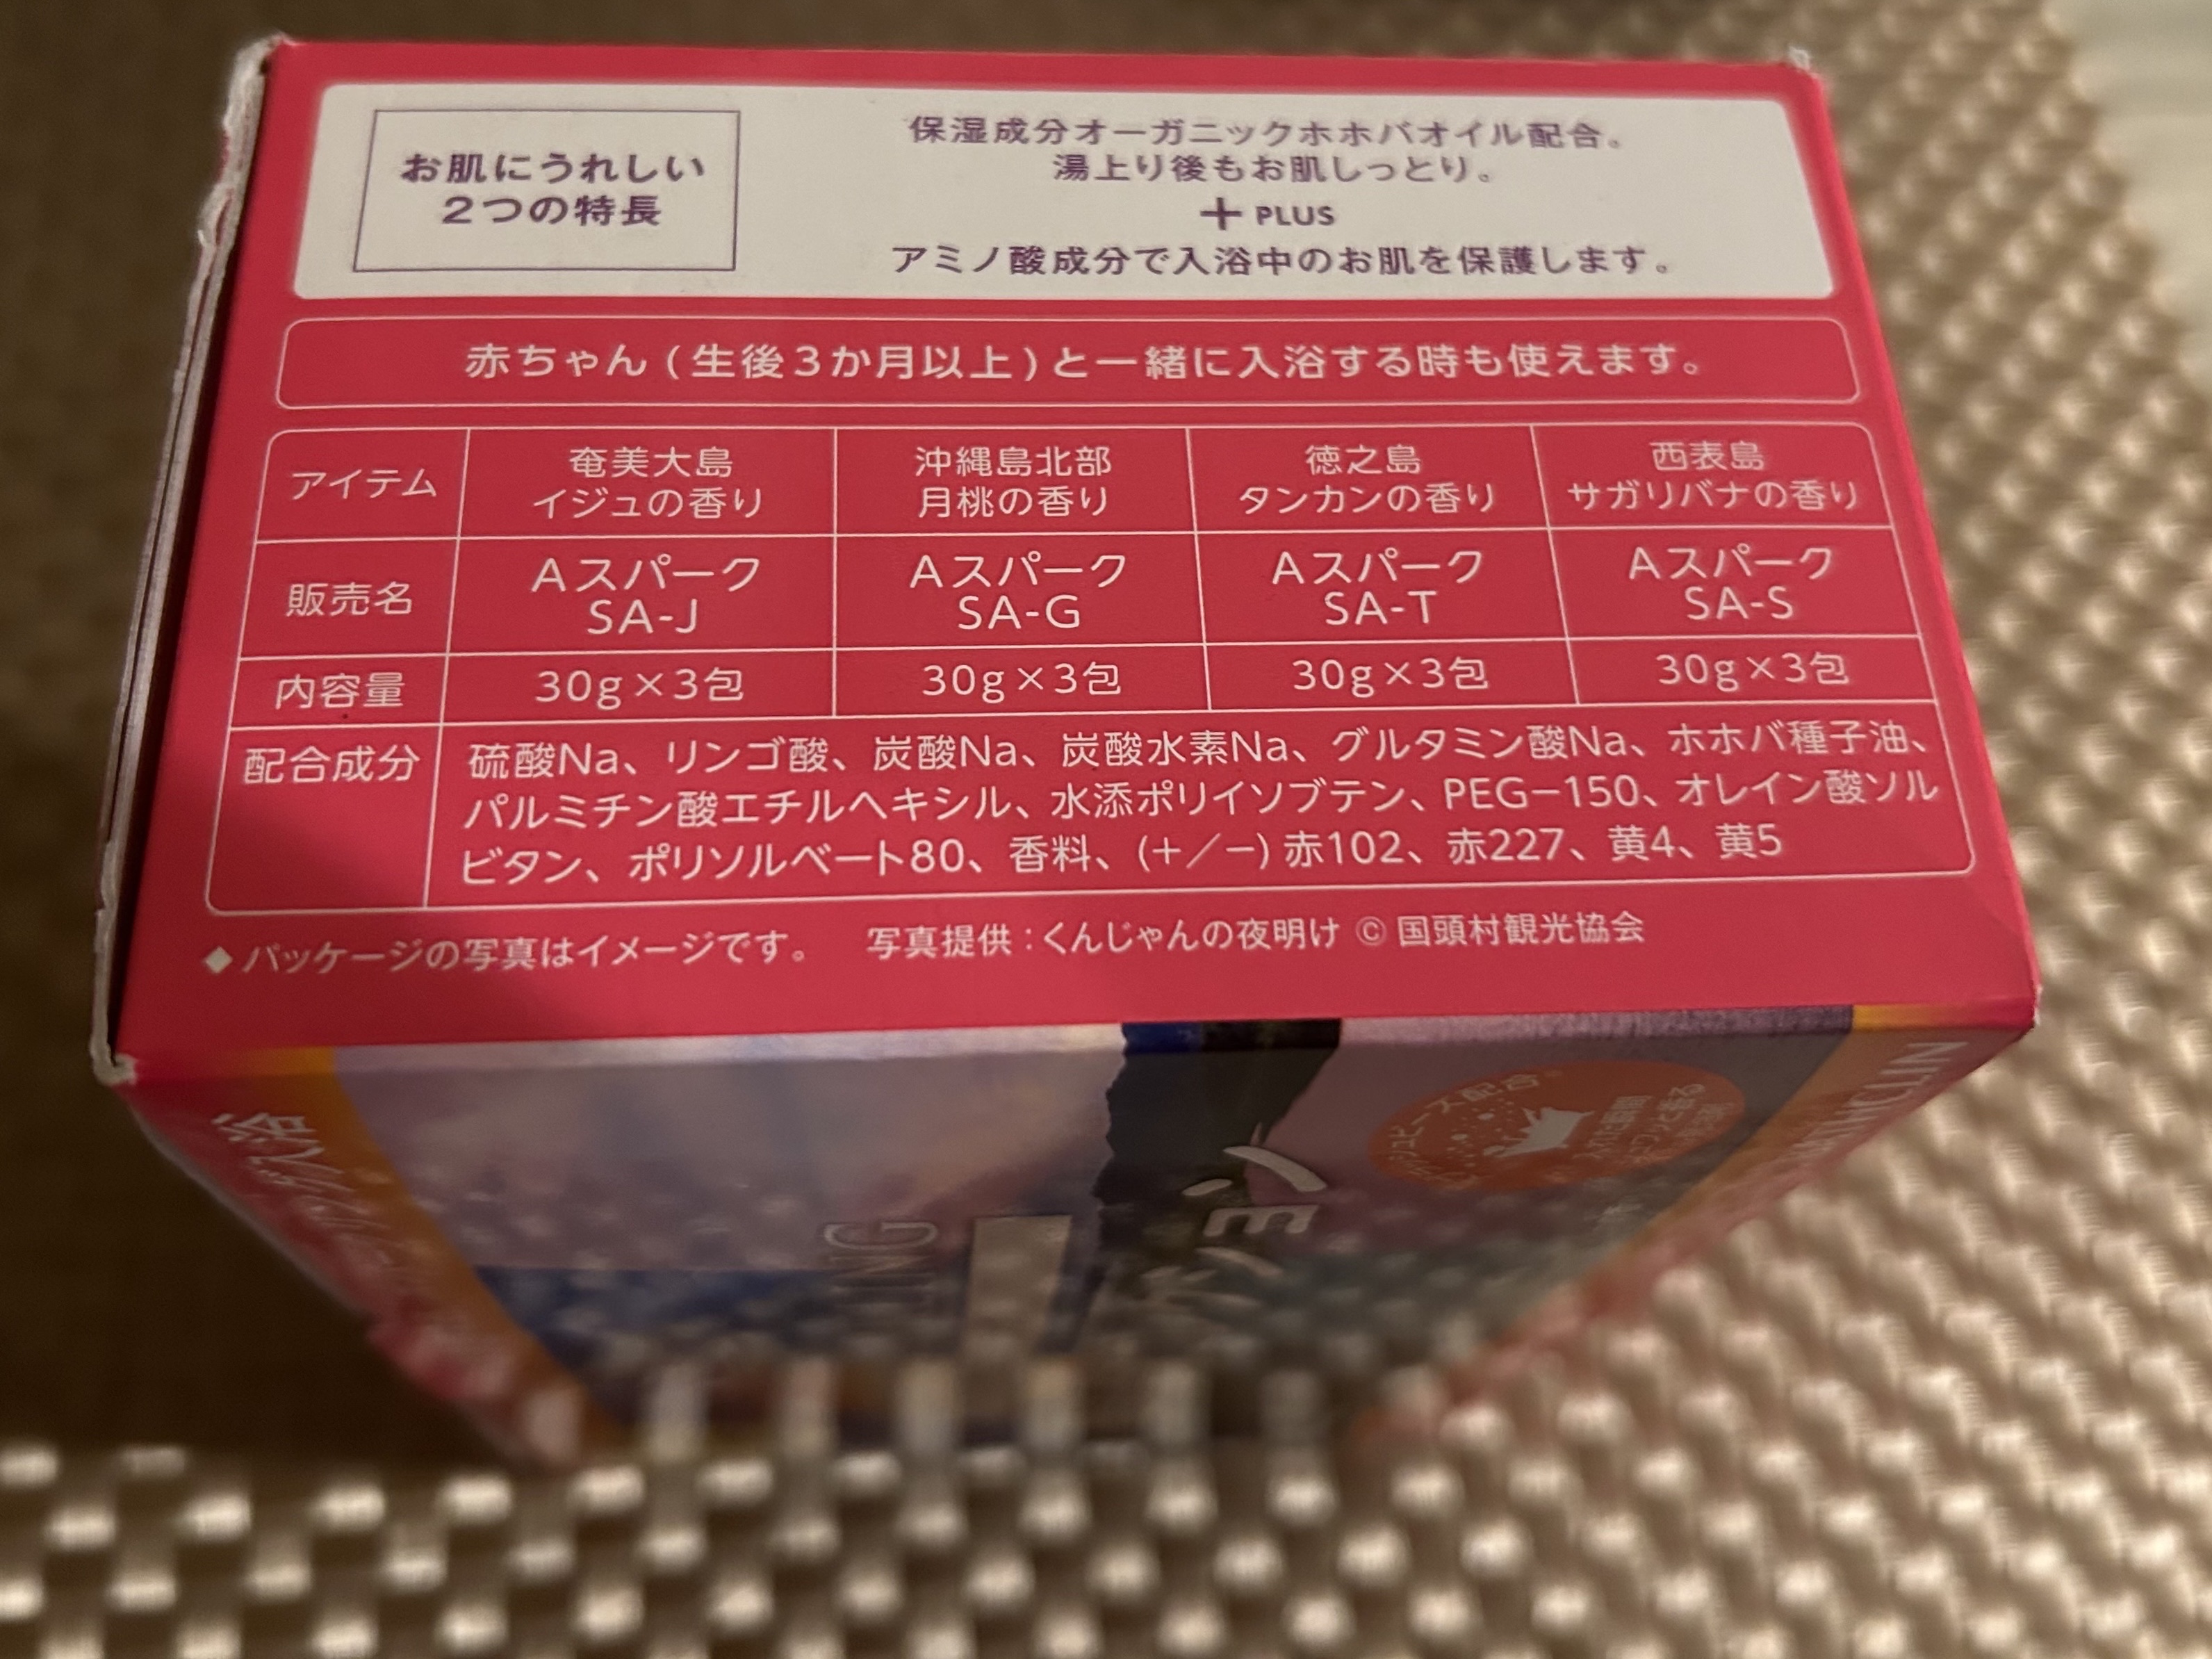 お肌にうれしい
2つの特長
保湿成分オーガニックホホバオイル配合。
湯上り後もお肌しっとり。
＋PLUS
アミノ酸成分で入浴中のお肌を保護します。
赤ちゃん(生後3か月以上)と一緒に入浴する時も使えます。
アイテム
奄美大島
イジュの香り
沖縄島北部
月桃の香り
徳之島
タンカンの香り
西表島
サガリバナの香り
販売名
Aスパーク
SA-J
Aスパーク
SA-G
Aスパーク
SA-T
Aスパーク
SA-S
内容量
30g×3包
30g×3包
30g×3包
30g×3包
配合成分
硫酸Na、リンゴ酸、炭酸Na、炭酸水素Na、グルタミン酸Na、ホホバ種子油、
パルミチン酸エチルヘキシル、水添ポリイソブテン、PEG−150、オレイン酸ソル
ビタン、ポリソルベート80、香料、(＋／−) 赤102、赤227、黄4、黄5
◆パッケージの写真はイメージです。 写真提供：くんじゃんの夜明け © 国頭村観光協会